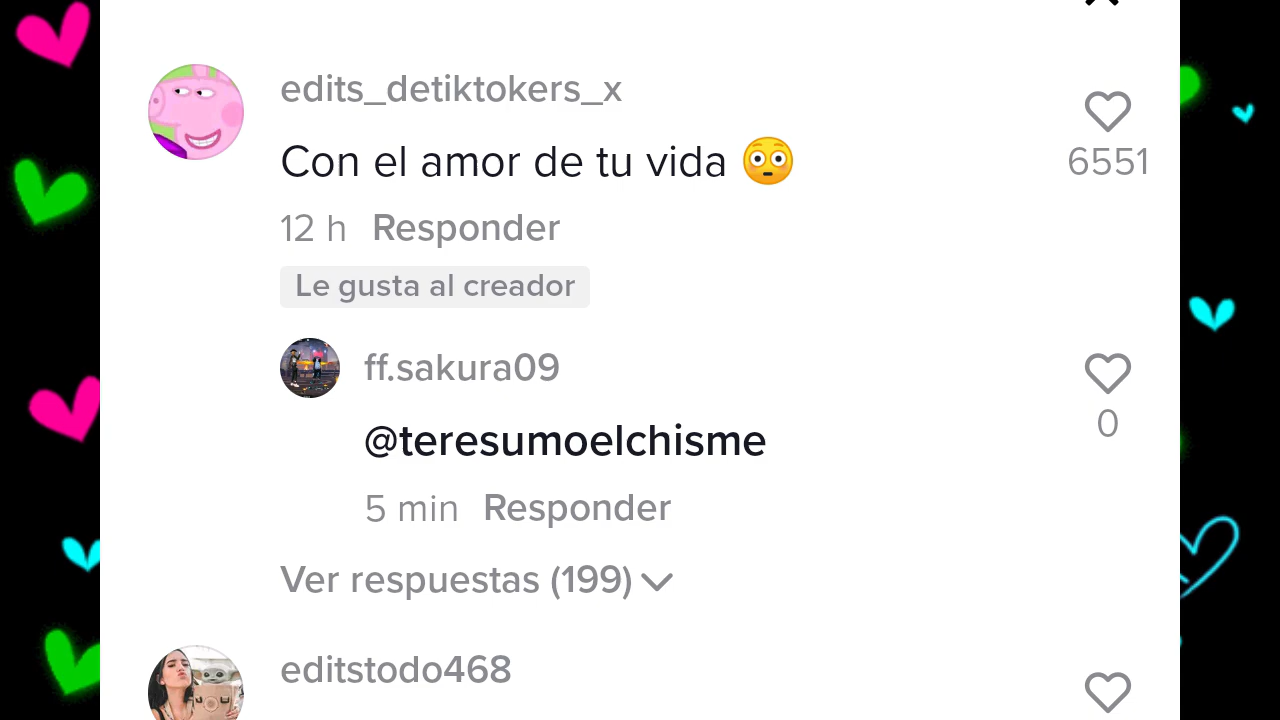 edits_detiktokers_x
Con el amor de tu vida 😳
6551
12 h Responder
Le gusta al creador
ff.sakura09
@teresumoelchisme
0
5 min Responder
Ver respuestas (199)
editstodo468